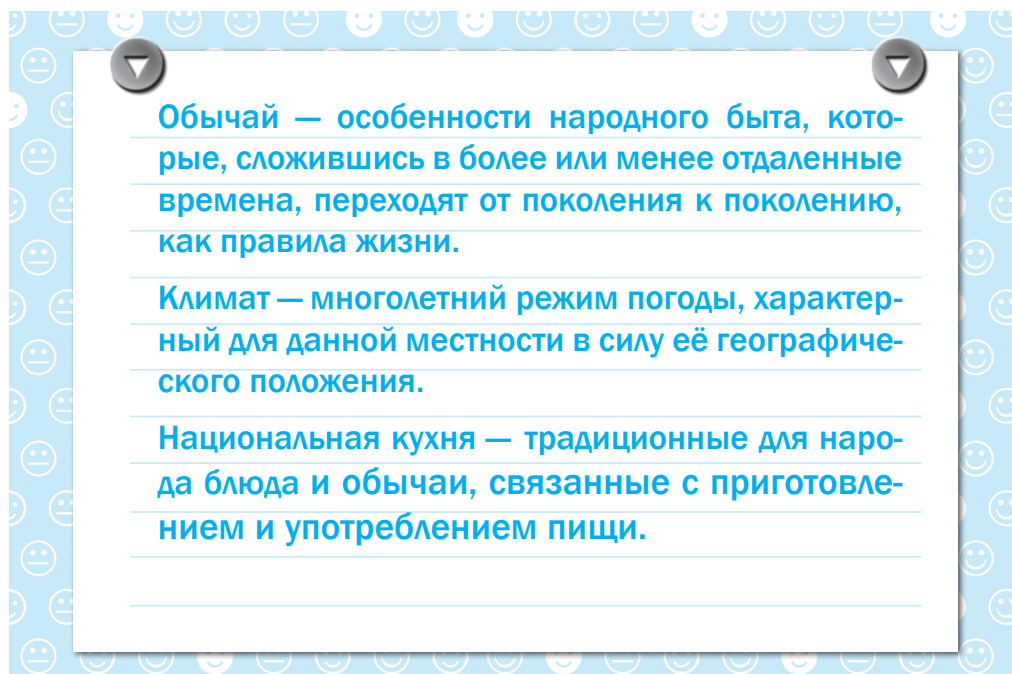 Обычай — особенности народного быта, кото-
рые, сложившись в более или менее отдаленные
времена, переходят от поколения к поколению,
как правила жизни.
Климат — многолетний режим погоды, характер-
ный для данной местности в силу её географиче-
ского положения.
Национальная кухня — традиционные для наро-
да блюда и обычаи, связанные с приготовле-
нием и употреблением пищи.